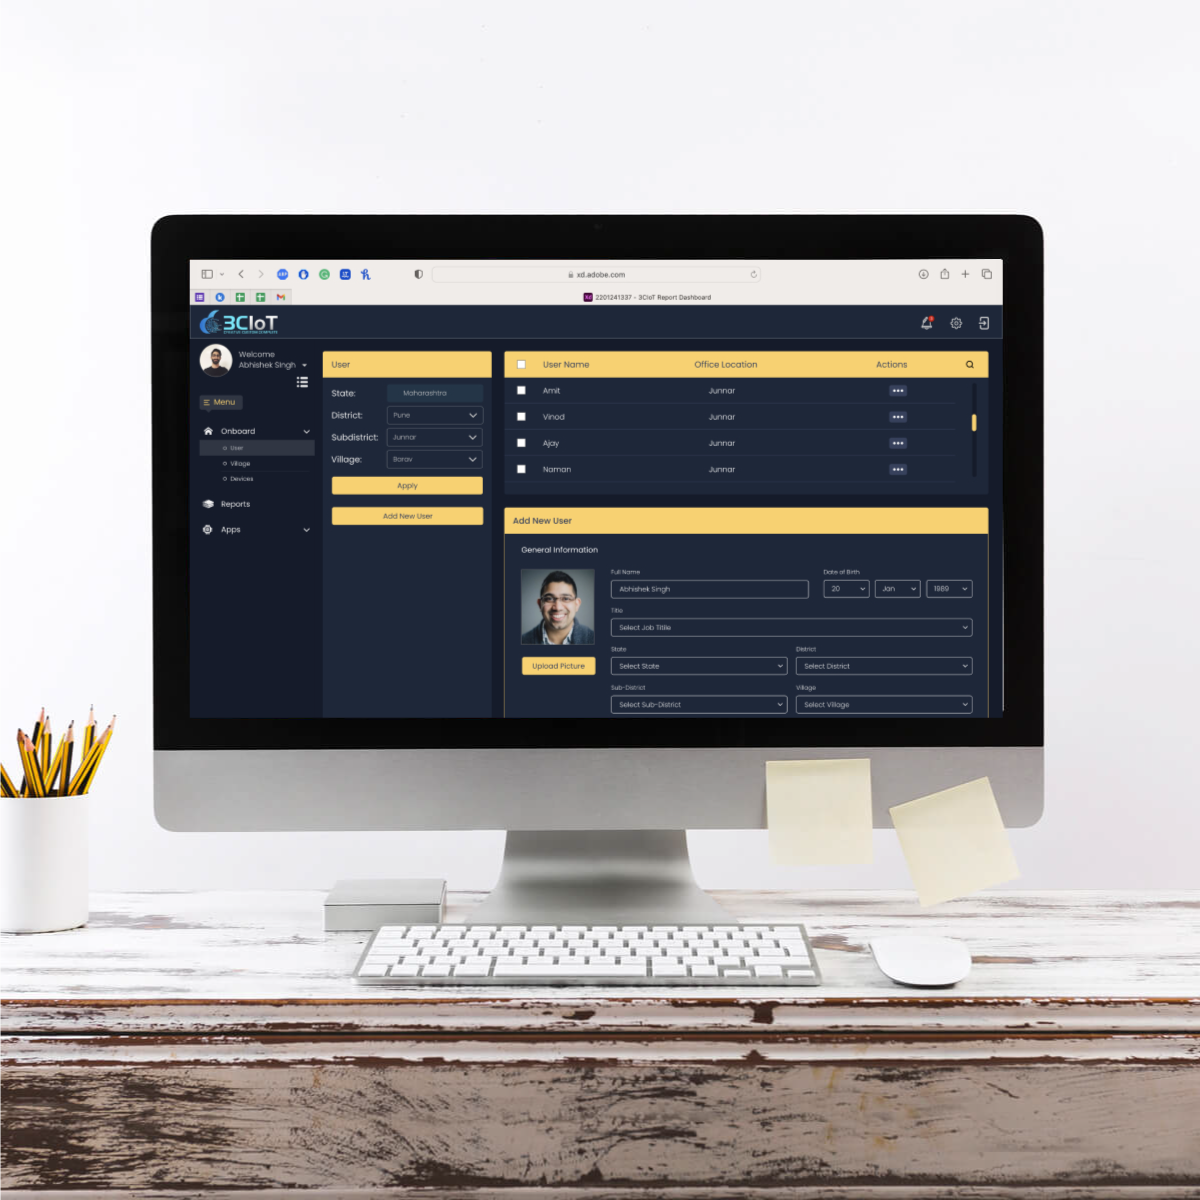 xd.adobe.com
2201241337 - 3CIoT Report Dashboard
3CIoT
Welcome
Abhishek Singh
Menu
Onboard
User
Village
Devices
Reports
Apps
User
State: Maharashtra
District: Pune
Subdistrict: Junnar
Village: Borav
Apply
Add New User
User Name Office Location Actions
Amit Junnar
Vinod Junnar
Ajay Junnar
Naman Junnar
Add New User
General Information
Full Name Date of Birth
Abhishek Singh 20 Jan 1989
Title
Select Job Titile
State District
Upload Picture Select State Select District
Sub-District Village
Select Sub-District Select Village